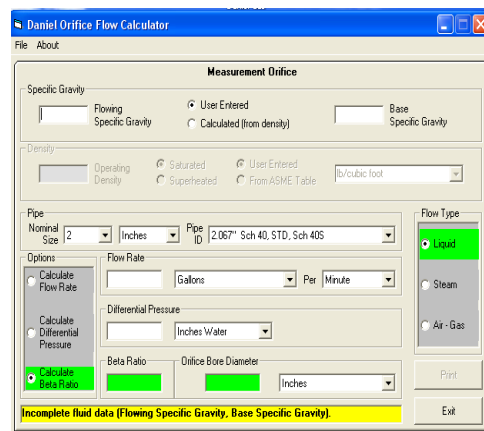 Daniel Orifice Flow Calculator
File About
Measurement Orifice
Specific Gravity
Flowing
Specific Gravity
User Entered
Calculated (from density)
Base
Specific Gravity
Density
Operating
Density
Saturated
Superheated
User Entered
From ASME Table
lb/cubic foot
Pipe
Nominal
Size
2
Inches
Pipe
ID
2.067" Sch 40, STD, Sch 40S
Flow Type
Liquid
Steam
Air - Gas
Options
Calculate
Flow Rate
Calculate
Differential
Pressure
Calculate
Beta Ratio
Flow Rate
Gallons
Per
Minute
Differential Pressure
Inches Water
Beta Ratio
Orifice Bore Diameter
Inches
Print
Incomplete fluid data (Flowing Specific Gravity, Base Specific Gravity).
Exit